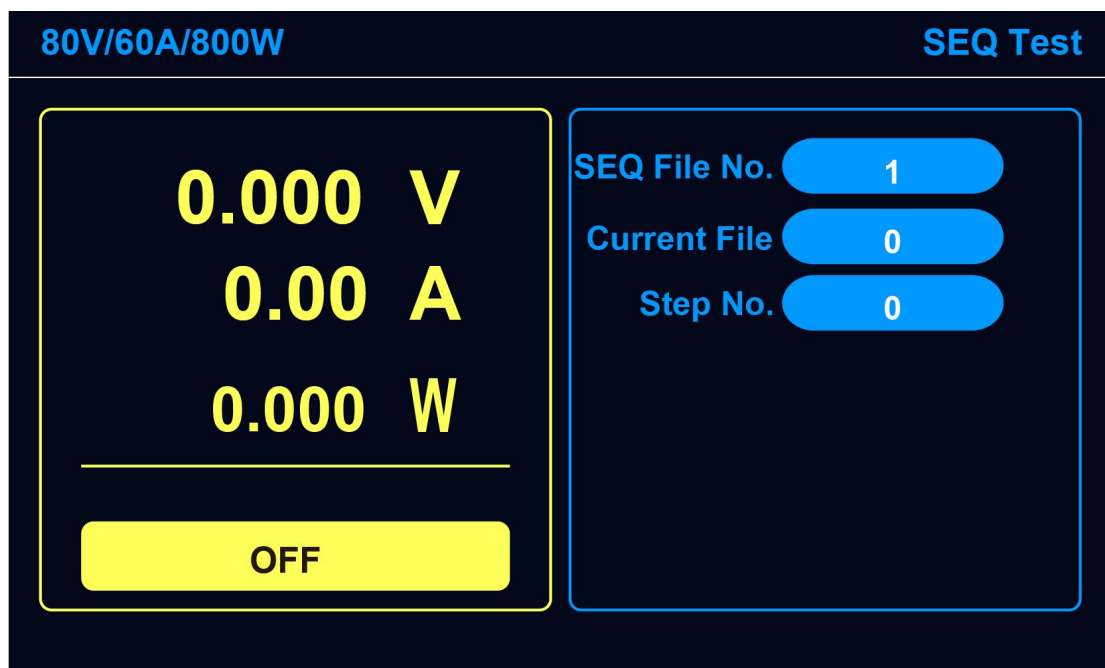 80V/60A/800W
SEQ Test
0.000 V
0.00 A
0.000 W
OFF
SEQ File No. 1
Current File 0
Step No. 0